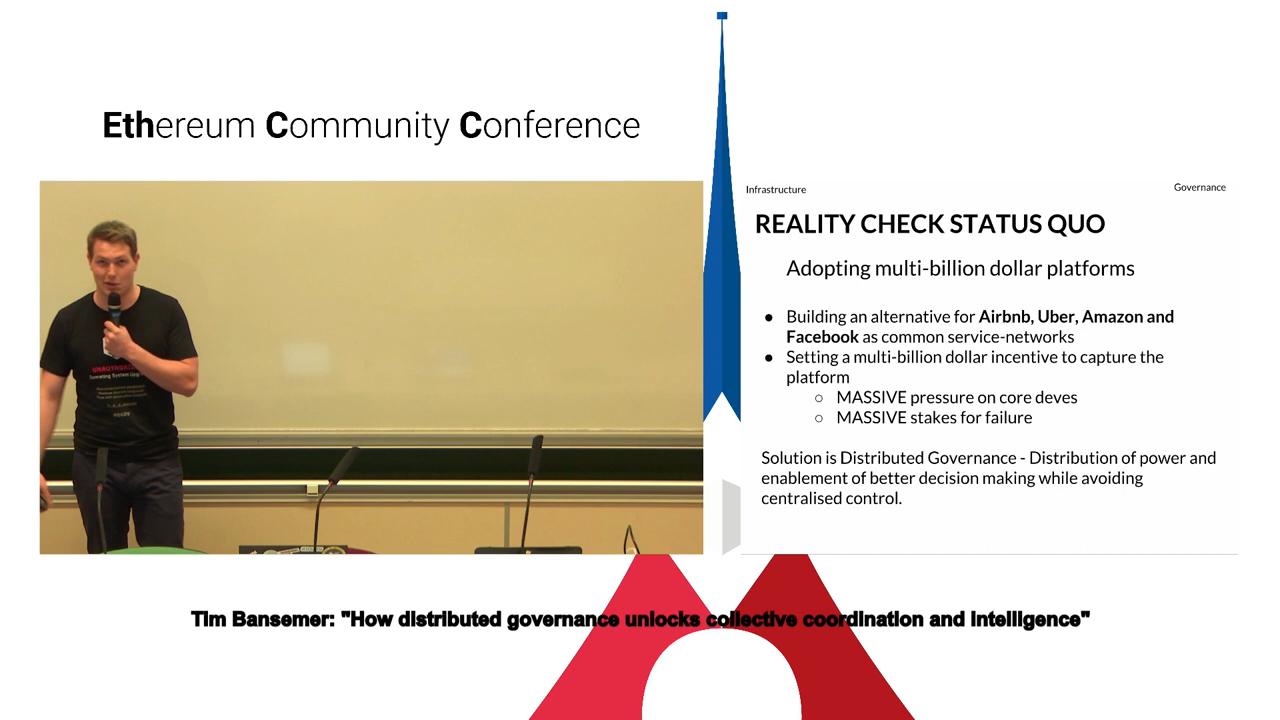 Ethereum Community Conference
Infrastructure
Governance
REALITY CHECK STATUS QUO
Adopting multi-billion dollar platforms
● Building an alternative for Airbnb, Uber, Amazon and
Facebook as common service-networks
● Setting a multi-billion dollar incentive to capture the
platform
○ MASSIVE pressure on core deves
○ MASSIVE stakes for failure
Solution is Distributed Governance - Distribution of power and
enablement of better decision making while avoiding
centralised control.
Tim Bansemer: "How distributed governance unlocks collective coordination and intelligence"